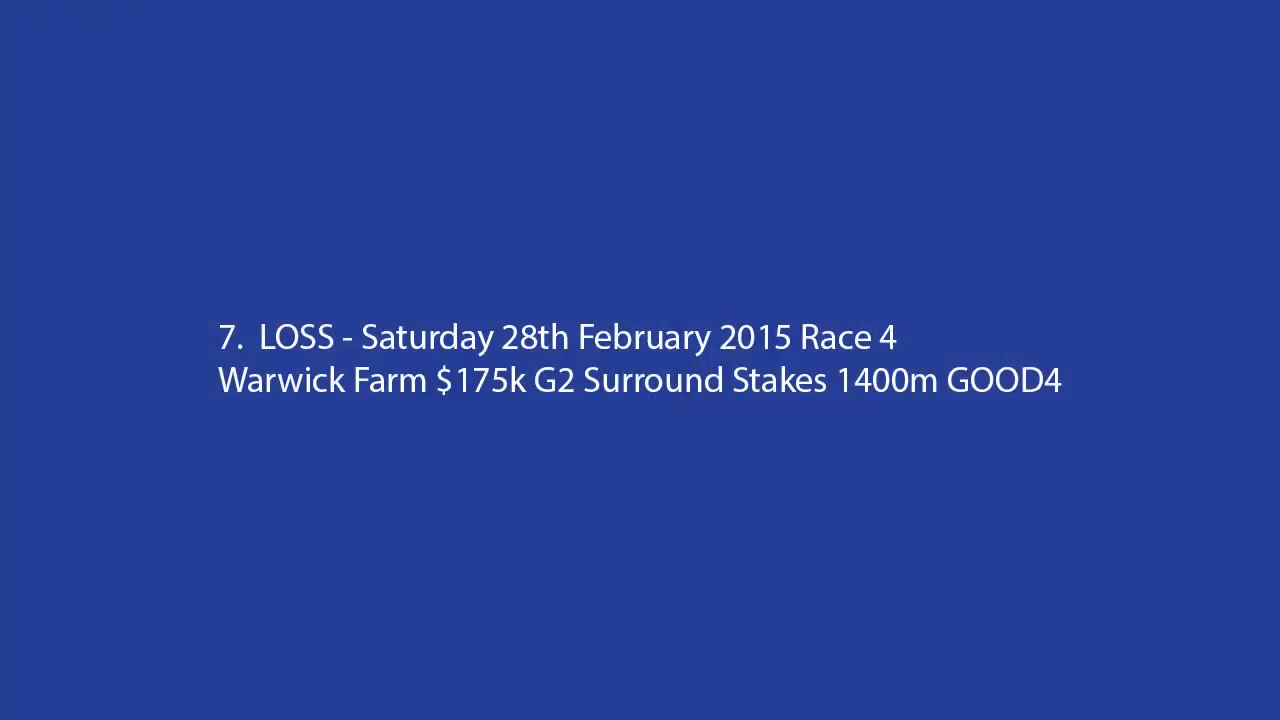 7.  LOSS - Saturday 28th February 2015 Race 4
Warwick Farm $175k G2 Surround Stakes 1400m GOOD4